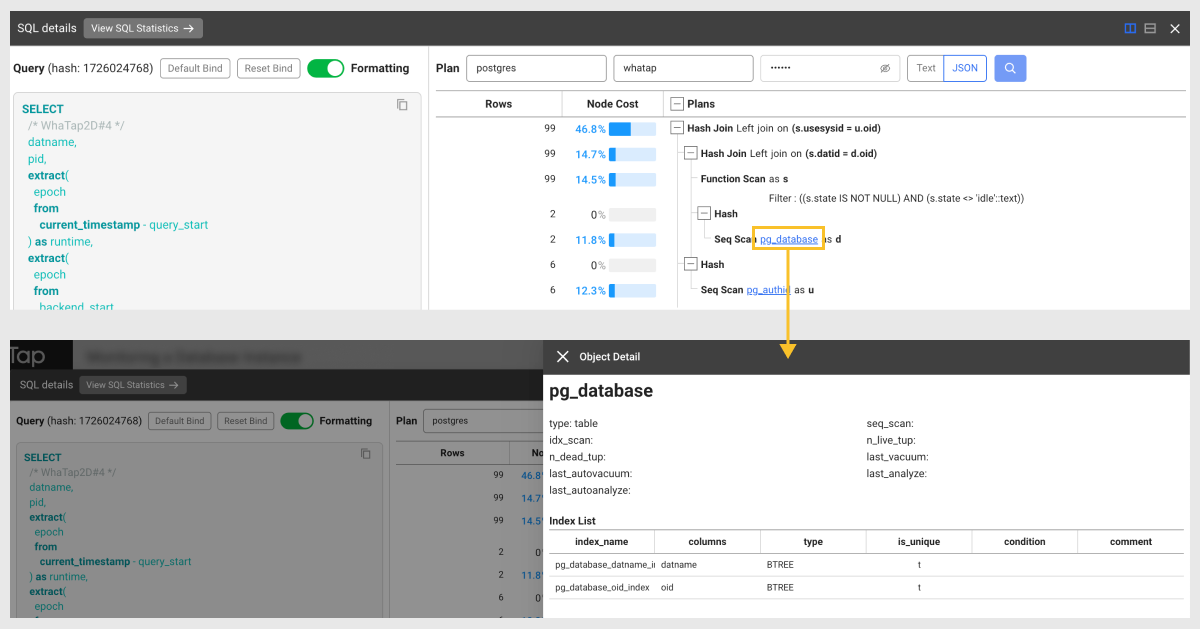 SQL details View SQL Statistics →
Query (hash: 1726024768) Default Bind Reset Bind Formatting
SELECT
/* WhaTap2D#4 */
datname,
pid,
extract(
epoch
from
current_timestamp - query_start
) as runtime,
extract(
epoch
from
backend_start
Plan postgres whatap •••••• Text JSON
Rows Node Cost Plans
99 46.8% Hash Join Left join on (s.usesysid = u.oid)
99 14.7% Hash Join Left join on (s.datid = d.oid)
99 14.5% Function Scan as s
Filter : ((s.state IS NOT NULL) AND (s.state <> 'idle'::text))
2 0% Hash
2 11.8% Seq Scan pg_database as d
6 0% Hash
6 12.3% Seq Scan pg_authid as u
Tap Monitoring a Database Instance
SQL details View SQL Statistics →
Query (hash: 1726024768) Default Bind Reset Bind Formatting
SELECT
/* WhaTap2D#4 */
datname,
pid,
extract(
epoch
from
current_timestamp - query_start
) as runtime,
extract(
epoch
Plan postgres
Rows No
99 46.8
99 14.7
99 14.5
2 0
2 11.8
6 0
Object Detail
pg_database
type: table seq_scan:
idx_scan: n_live_tup:
n_dead_tup: last_vacuum:
last_autovacuum: last_analyze:
last_autoanalyze:
Index List
index_name columns type is_unique condition comment
pg_database_datname_i datname BTREE t
pg_database_oid_index oid BTREE t